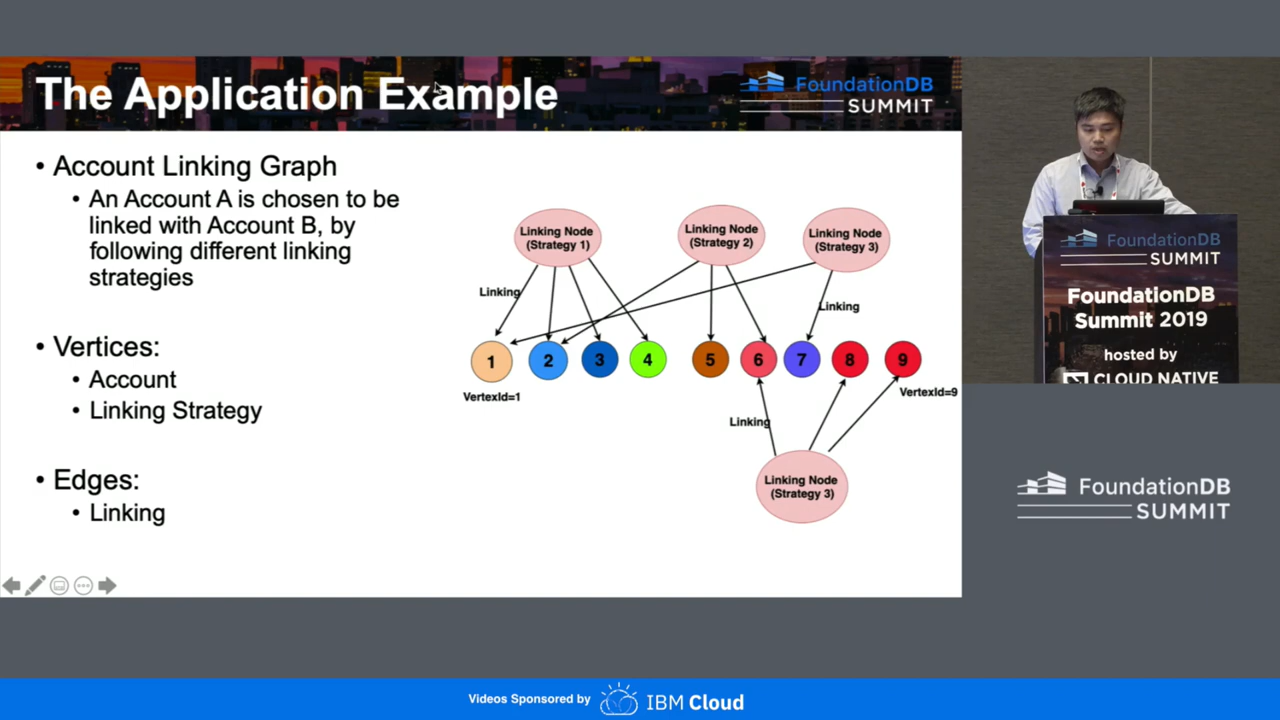 The Application Example
FoundationDB
SUMMIT
• Account Linking Graph
• An Account A is chosen to be
linked with Account B, by
following different linking
strategies
• Vertices:
• Account
• Linking Strategy
• Edges:
• Linking
Linking Node
(Strategy 1)
Linking Node
(Strategy 2)
Linking Node
(Strategy 3)
Linking
Linking
1
2
3
4
5
6
7
8
9
VertexId=1
VertexId=9
Linking
Linking Node
(Strategy 3)
FoundationDB
SUMMIT
FoundationDB
Summit 2019
hosted by
CLOUD NATIVE
FoundationDB
SUMMIT
Videos Sponsored by
IBM Cloud